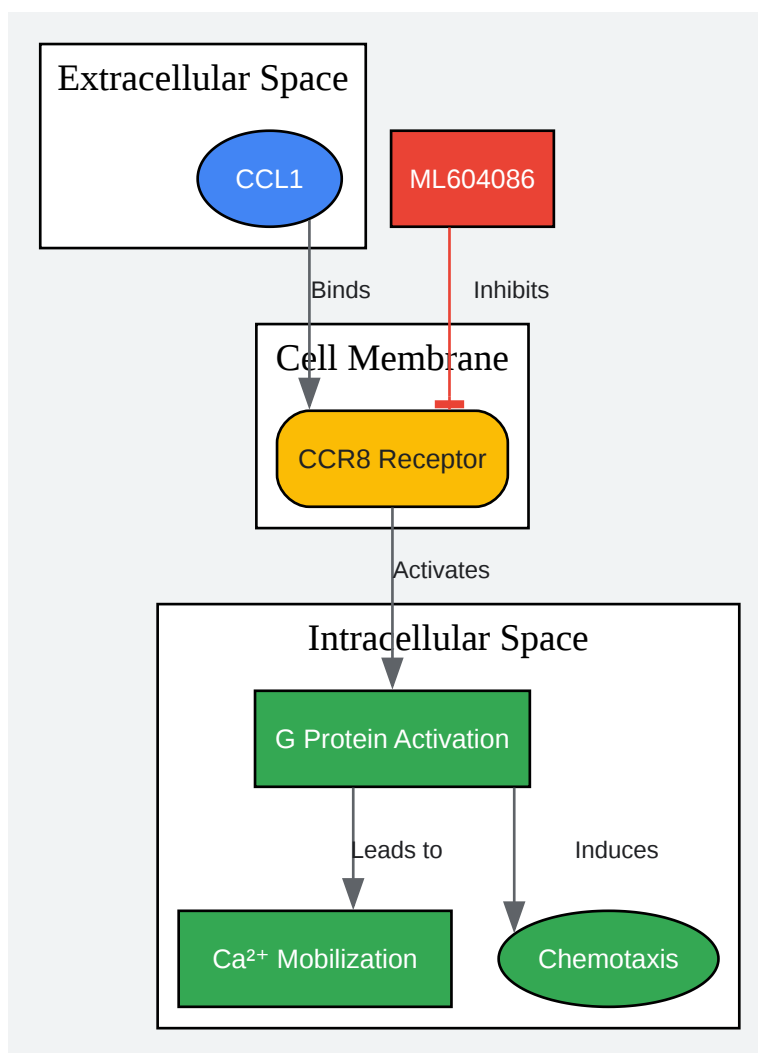 Extracellular Space
CCL1
ML604086
Binds
Inhibits
Cell Membrane
CCR8 Receptor
Activates
Intracellular Space
G Protein Activation
Leads to
Induces
Ca²⁺ Mobilization
Chemotaxis